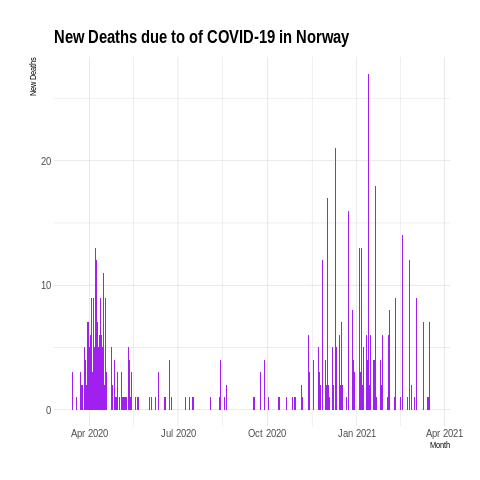 New Deaths due to of COVID-19 in Norway
New Deaths
20
10
0
Apr 2020
Jul 2020
Oct 2020
Jan 2021
Apr 2021
Month